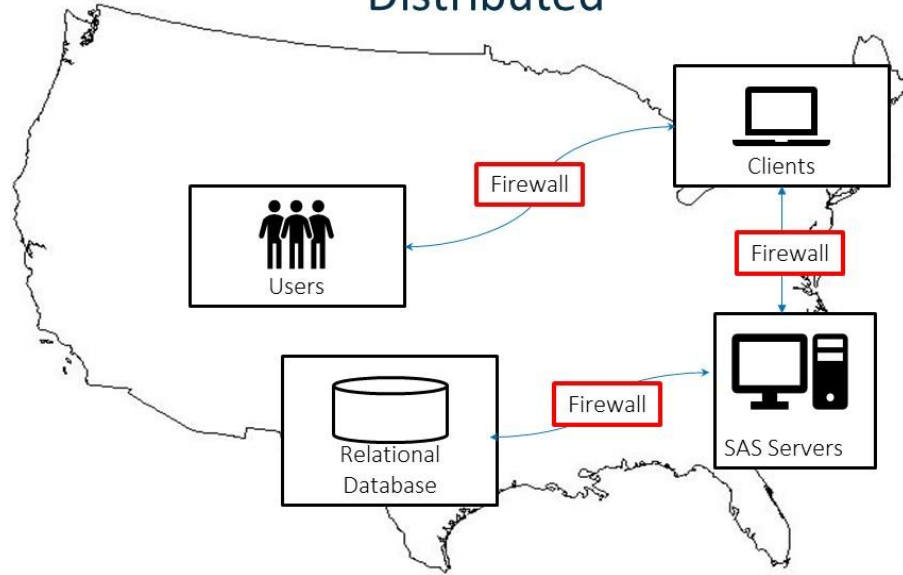 Distributed
Clients
Firewall
Users
Firewall
Firewall
SAS Servers
Relational
Database